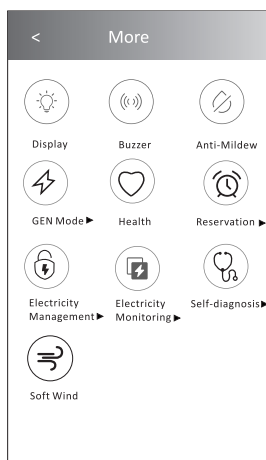 < More
Display Buzzer Anti-Mildew
GEN Mode▶ Health Reservation ▶
Electricity Electricity Self-diagnosis▶
Management▶ Monitoring▶
Soft Wind